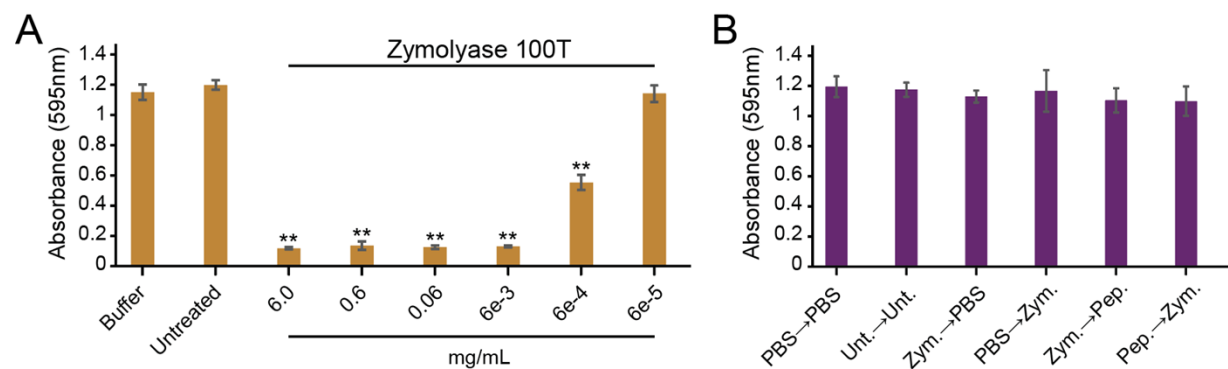 A
Zymolyase 100T
Absorbance (595nm)
1.4
1.2
1
0.8
0.6
0.4
0.2
0
**
**
**
**
**
Buffer
Untreated
6.0
0.6
0.06
6e-3
6e-4
6e-5
mg/mL
B
Absorbance (595nm)
1.4
1.2
1
0.8
0.6
0.4
0.2
0
PBS→PBS
Unt.→Unt.
Zym.→PBS
PBS→Zym.
Zym.→Pep.
Pep.→Zym.